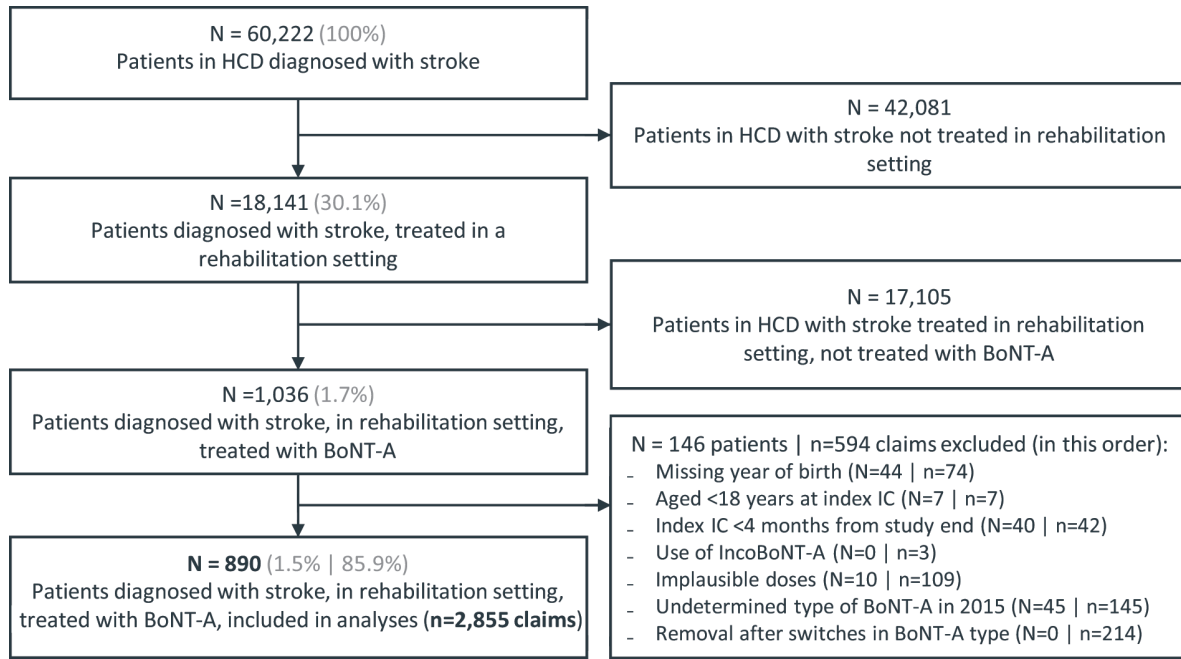 N = 60,222 (100%)
Patients in HCD diagnosed with stroke
N = 42,081
Patients in HCD with stroke not treated in rehabilitation
setting
N =18,141 (30.1%)
Patients diagnosed with stroke, treated in a
rehabilitation setting
N = 17,105
Patients in HCD with stroke treated in rehabilitation
setting, not treated with BoNT-A
N =1,036 (1.7%)
Patients diagnosed with stroke, in rehabilitation setting,
treated with BoNT-A
N = 146 patients | n=594 claims excluded (in this order):
- Missing year of birth (N=44 | n=74)
- Aged <18 years at index IC (N=7 | n=7)
- Index IC <4 months from study end (N=40 | n=42)
- Use of IncoBoNT-A (N=0 | n=3)
- Implausible doses (N=10 | n=109)
- Undetermined type of BoNT-A in 2015 (N=45 | n=145)
- Removal after switches in BoNT-A type (N=0 | n=214)
N = 890 (1.5% | 85.9%)
Patients diagnosed with stroke, in rehabilitation setting,
treated with BoNT-A, included in analyses (n=2,855 claims)